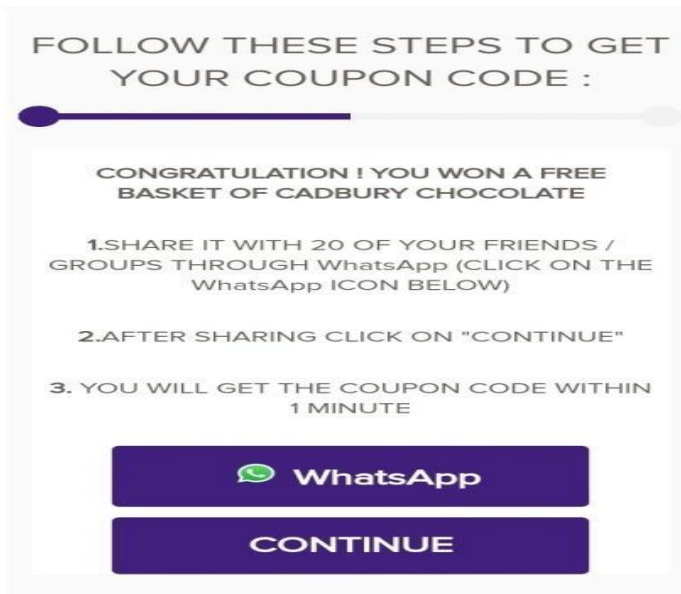 FOLLOW THESE STEPS TO GET
YOUR COUPON CODE :
CONGRATULATION ! YOU WON A FREE
BASKET OF CADBURY CHOCOLATE
1.SHARE IT WITH 20 OF YOUR FRIENDS /
GROUPS THROUGH WhatsApp (CLICK ON THE
WhatsApp ICON BELOW)
2.AFTER SHARING CLICK ON "CONTINUE"
3. YOU WILL GET THE COUPON CODE WITHIN
1 MINUTE
WhatsApp
CONTINUE